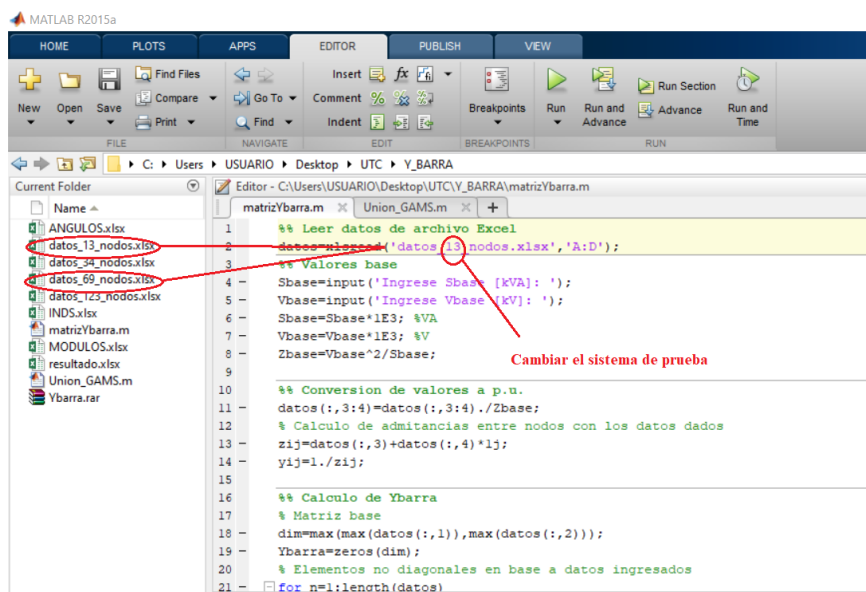 MATLAB R2015a
HOME PLOTS APPS EDITOR PUBLISH VIEW
New Open Save Find Files Compare Print
Go To Find
Insert fx
Comment
Indent
Breakpoints Run Run and Advance Run Section Advance Run and Time
FILE NAVIGATE EDIT BREAKPOINTS RUN
C: Users USUARIO Desktop UTC Y_BARRA
Current Folder
Name
ANGULOS.xlsx
datos_13_nodos.xlsx
datos_34_nodos.xlsx
datos_69_nodos.xlsx
datos_123_nodos.xlsx
INDS.xlsx
matrizYbarra.m
MODULOS.xlsx
resultado.xlsx
Union_GAMS.m
Ybarra.rar
Editor - C:\Users\USUARIO\Desktop\UTC\Y_BARRA\matrizYbarra.m
matrizYbarra.m Union_GAMS.m
1 %% Leer datos de archivo Excel
2 datos=xlsread('datos_13_nodos.xlsx','A:D');
3 %% Valores base
4 Sbase=input('Ingrese Sbase [kVA]: ');
5 Vbase=input('Ingrese Vbase [kV]: ');
6 Sbase=Sbase*1E3; %VA
7 Vbase=Vbase*1E3; %V
8 Zbase=Vbase^2/Sbase;
Cambiar el sistema de prueba
9
10 %% Conversion de valores a p.u.
11 datos(:,3:4)=datos(:,3:4)./Zbase;
12 % Calculo de admitancias entre nodos con los datos dados
13 zij=datos(:,3)+datos(:,4)*1j;
14 yij=1./zij;
15
16 %% Calculo de Ybarra
17 % Matriz base
18 dim=max(max(datos(:,1)),max(datos(:,2)));
19 Ybarra=zeros(dim);
20 % Elementos no diagonales en base a datos ingresados
21 for n=1:length(datos)